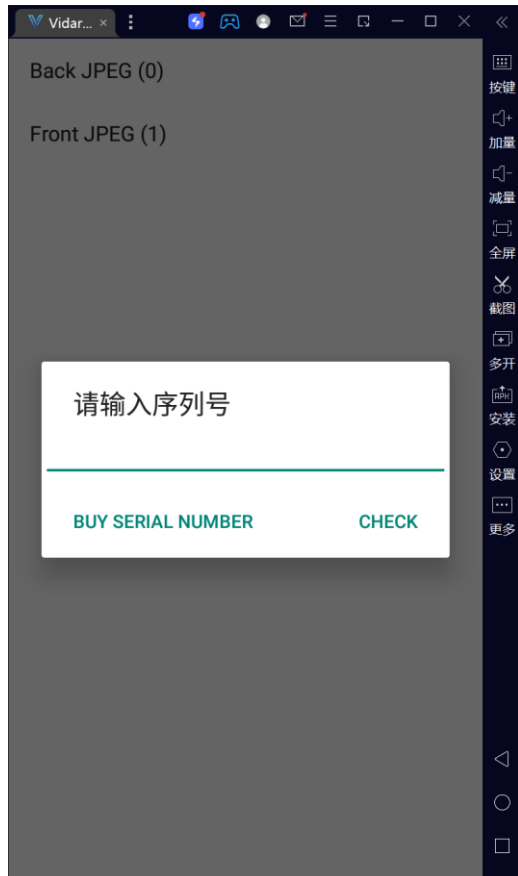 Vidar...
Back JPEG (0)
Front JPEG (1)
请输入序列号
BUY SERIAL NUMBER
CHECK
按键
加量
减量
全屏
截图
多开
APK
安装
设置
更多